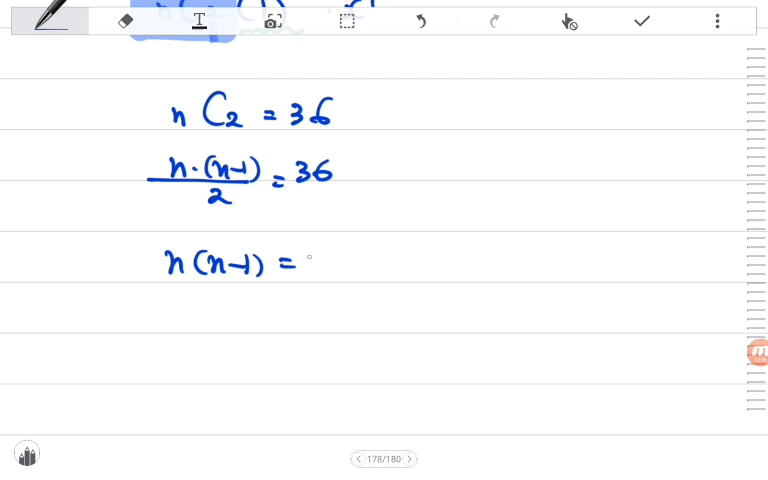 T
n C₂ = 36
n·(n-1)/2 = 36
n(n-1) =
178/180